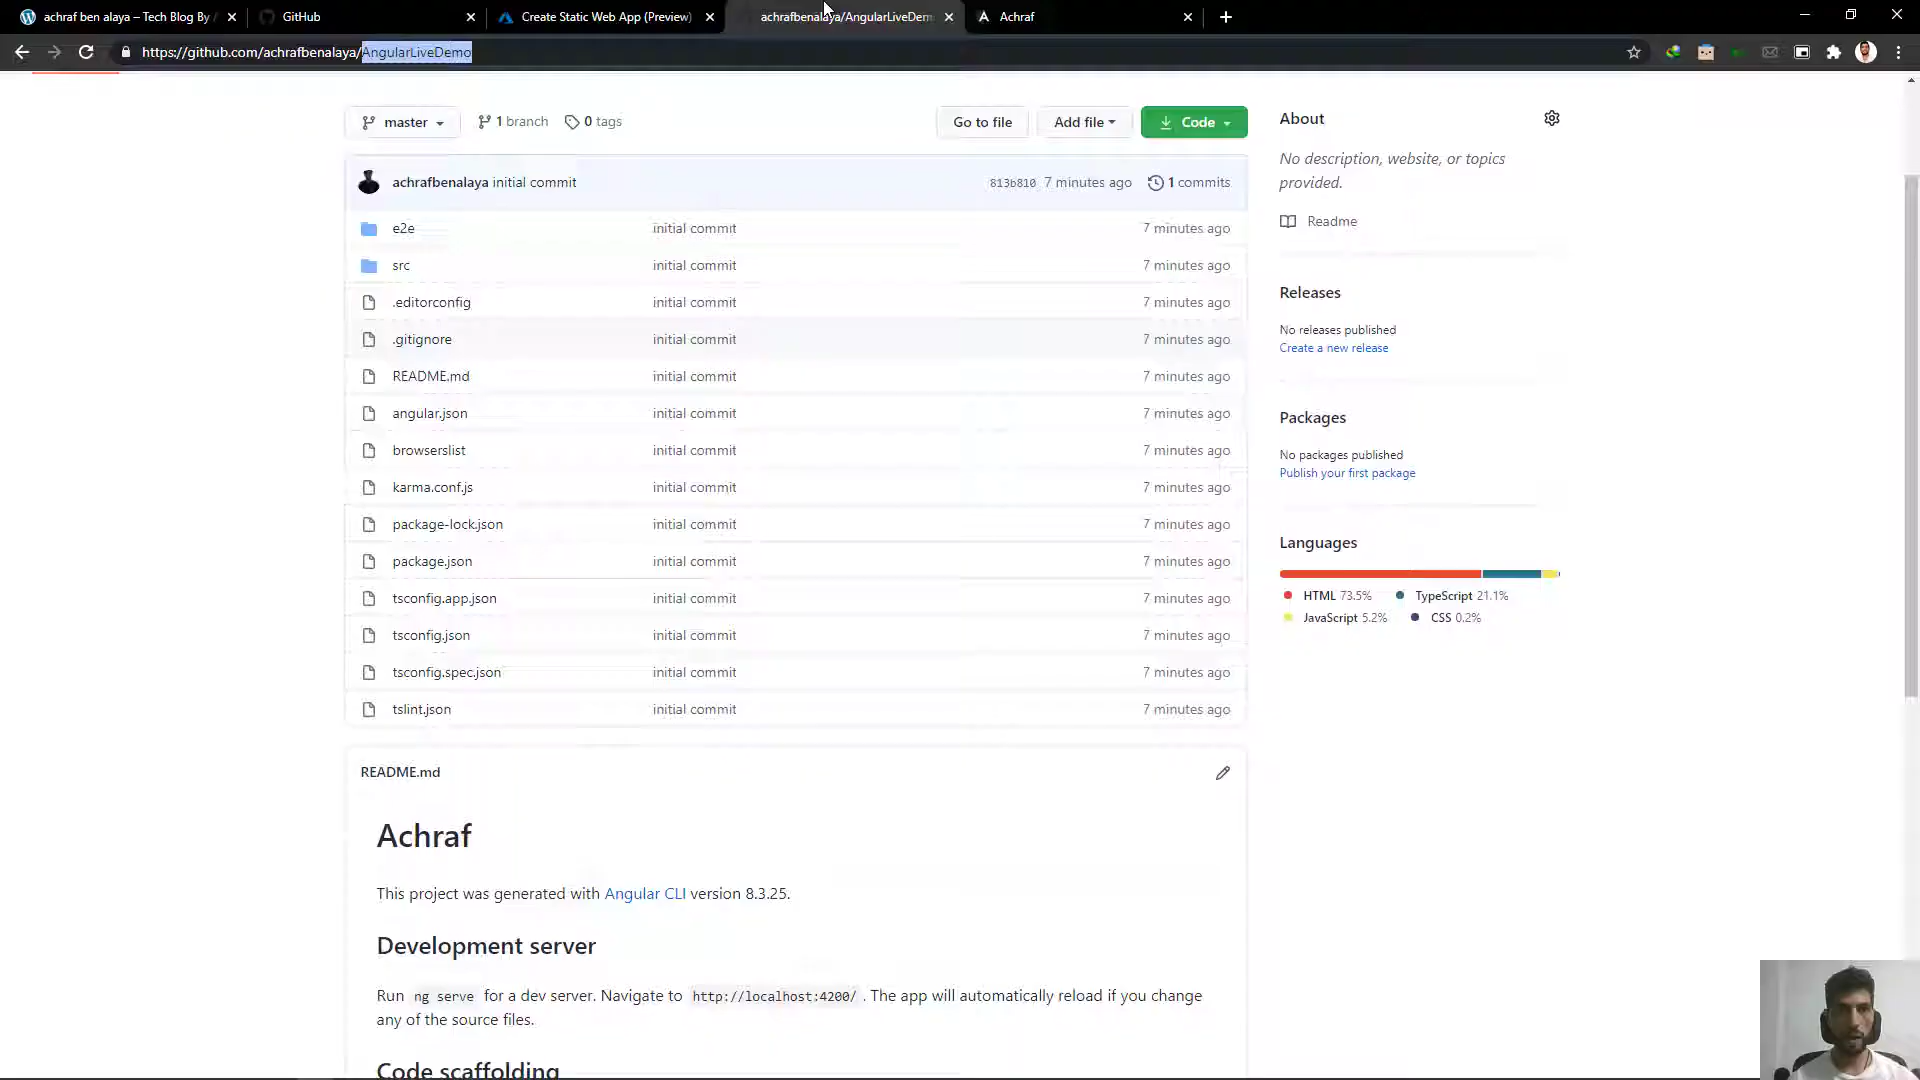 achraf ben alaya – Tech Blog By /
GitHub
Create Static Web App (Preview)
achrafbenalaya/AngularLiveDem
Achraf
https://github.com/achrafbenalaya/AngularLiveDemo
master
1 branch
0 tags
Go to file
Add file
Code
achrafbenalaya initial commit
813b810 7 minutes ago
1 commits
e2e initial commit 7 minutes ago
src initial commit 7 minutes ago
.editorconfig initial commit 7 minutes ago
.gitignore initial commit 7 minutes ago
README.md initial commit 7 minutes ago
angular.json initial commit 7 minutes ago
browserslist initial commit 7 minutes ago
karma.conf.js initial commit 7 minutes ago
package-lock.json initial commit 7 minutes ago
package.json initial commit 7 minutes ago
tsconfig.app.json initial commit 7 minutes ago
tsconfig.json initial commit 7 minutes ago
tsconfig.spec.json initial commit 7 minutes ago
tslint.json initial commit 7 minutes ago
README.md
Achraf
This project was generated with Angular CLI version 8.3.25.
Development server
Run ng serve for a dev server. Navigate to http://localhost:4200/ . The app will automatically reload if you change
any of the source files.
Code scaffolding
About
No description, website, or topics
provided.
Readme
Releases
No releases published
Create a new release
Packages
No packages published
Publish your first package
Languages
HTML 73.5% TypeScript 21.1%
JavaScript 5.2% CSS 0.2%